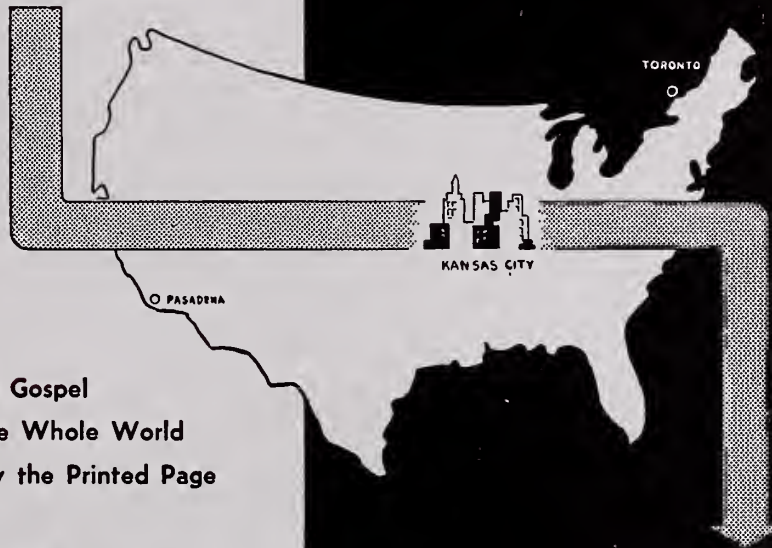 TORONTO
KANSAS CITY
PASADENA
Gospel
e Whole World
y the Printed Page